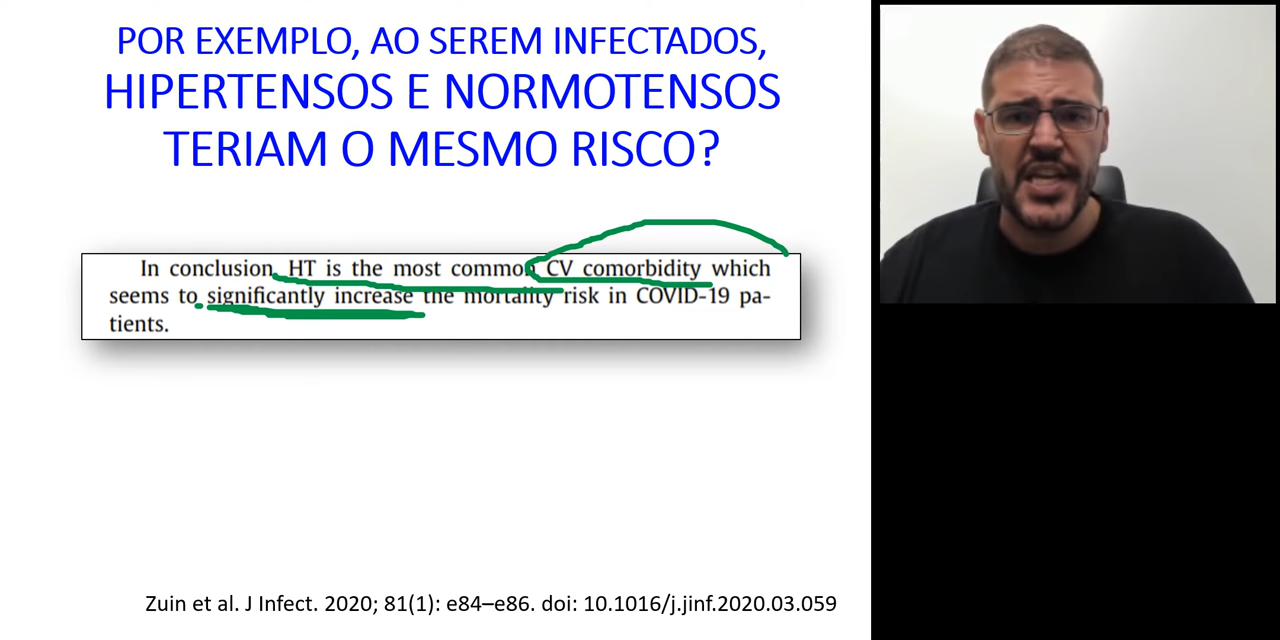 POR EXEMPLO, AO SEREM INFECTADOS,
HIPERTENSOS E NORMOTENSOS
TERIAM O MESMO RISCO?
In conclusion, HT is the most common CV comorbidity which
seems to significantly increase the mortality risk in COVID-19 pa-
tients.
Zuin et al. J Infect. 2020; 81(1): e84–e86. doi: 10.1016/j.jinf.2020.03.059